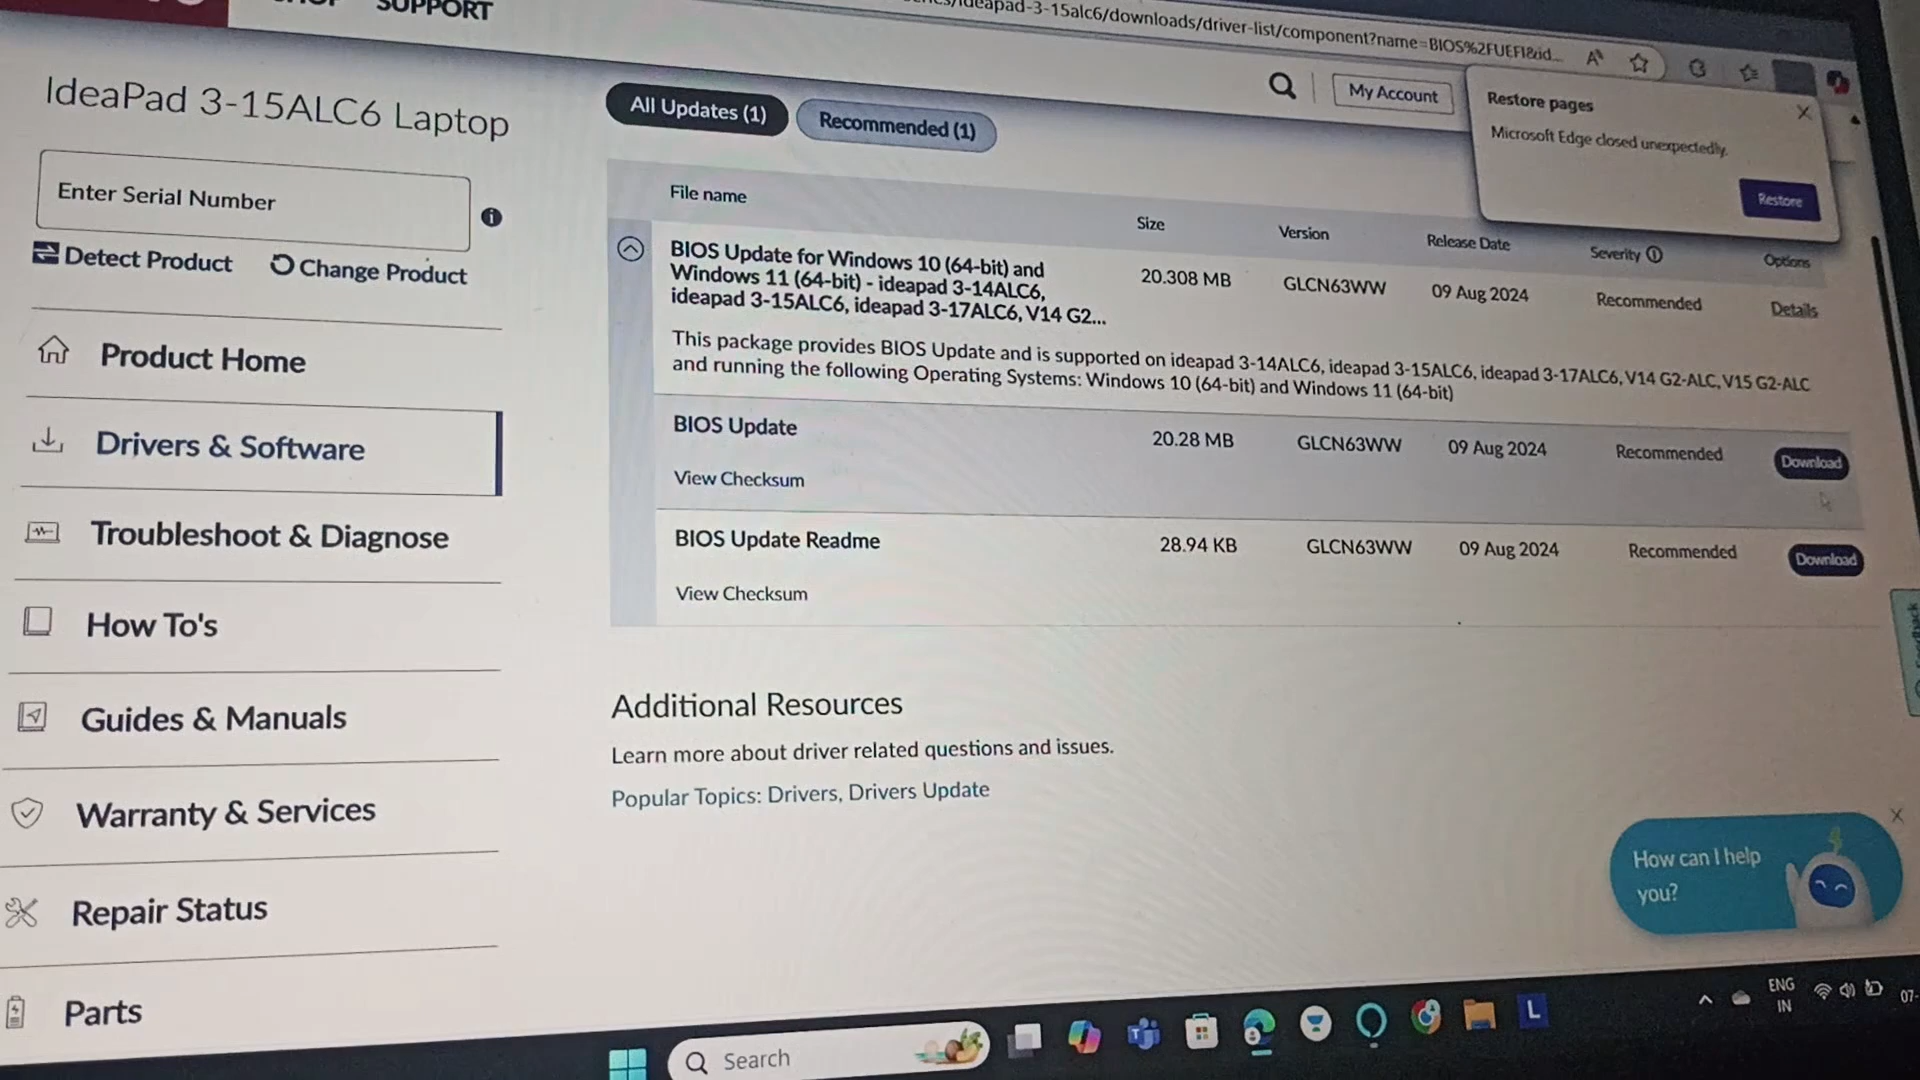 SUPPORT
ideapad-3-15alc6/downloads/driver-list/component?name=BIOS%2FUEFI&id...
IdeaPad 3-15ALC6 Laptop
Enter Serial Number
Detect Product
Change Product
Product Home
Drivers & Software
Troubleshoot & Diagnose
How To's
Guides & Manuals
Warranty & Services
Repair Status
Parts
My Account
Restore pages
Microsoft Edge closed unexpectedly.
Restore
All Updates (1)
Recommended (1)
File name
Size
Version
Release Date
Severity
Options
BIOS Update for Windows 10 (64-bit) and
Windows 11 (64-bit) - ideapad 3-14ALC6,
ideapad 3-15ALC6, ideapad 3-17ALC6, V14 G2...
20.308 MB
GLCN63WW
09 Aug 2024
Recommended
Details
This package provides BIOS Update and is supported on ideapad 3-14ALC6, ideapad 3-15ALC6, ideapad 3-17ALC6, V14 G2-ALC, V15 G2-ALC
and running the following Operating Systems: Windows 10 (64-bit) and Windows 11 (64-bit)
BIOS Update
20.28 MB
GLCN63WW
09 Aug 2024
Recommended
Download
View Checksum
BIOS Update Readme
28.94 KB
GLCN63WW
09 Aug 2024
Recommended
Download
View Checksum
Additional Resources
Learn more about driver related questions and issues.
Popular Topics: Drivers, Drivers Update
How can I help
you?
Search
L
ENG
IN
07-